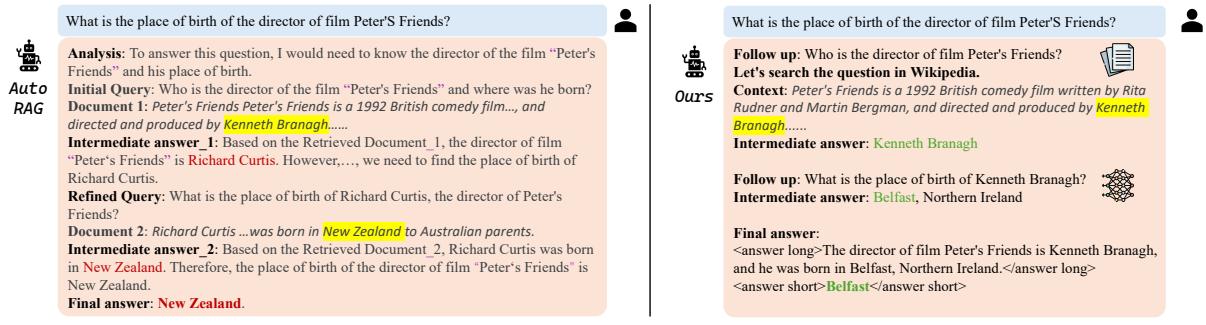 What is the place of birth of the director of film Peter'S Friends?
Auto
RAG
Analysis: To answer this question, I would need to know the director of the film “Peter's
Friends” and his place of birth.
Initial Query: Who is the director of the film “Peter's Friends” and where was he born?
Document 1: Peter's Friends Peter's Friends is a 1992 British comedy film…, and
directed and produced by Kenneth Branagh……
Intermediate answer_1: Based on the Retrieved Document_1, the director of film
“Peter‘s Friends” is Richard Curtis. However,…, we need to find the place of birth of
Richard Curtis.
Refined Query: What is the place of birth of Richard Curtis, the director of Peter's
Friends?
Document 2: Richard Curtis …was born in New Zealand to Australian parents.
Intermediate answer_2: Based on the Retrieved Document_2, Richard Curtis was born
in New Zealand. Therefore, the place of birth of the director of film "Peter‘s Friends" is
New Zealand.
Final answer: New Zealand.
What is the place of birth of the director of film Peter'S Friends?
Ours
Follow up: Who is the director of film Peter's Friends?
Let's search the question in Wikipedia.
Context: Peter's Friends is a 1992 British comedy film written by Rita
Rudner and Martin Bergman, and directed and produced by Kenneth
Branagh……
Intermediate answer: Kenneth Branagh
Follow up: What is the place of birth of Kenneth Branagh?
Intermediate answer: Belfast, Northern Ireland
Final answer:
<answer long>The director of film Peter's Friends is Kenneth Branagh,
and he was born in Belfast, Northern Ireland.</answer long>
<answer short>Belfast</answer short>